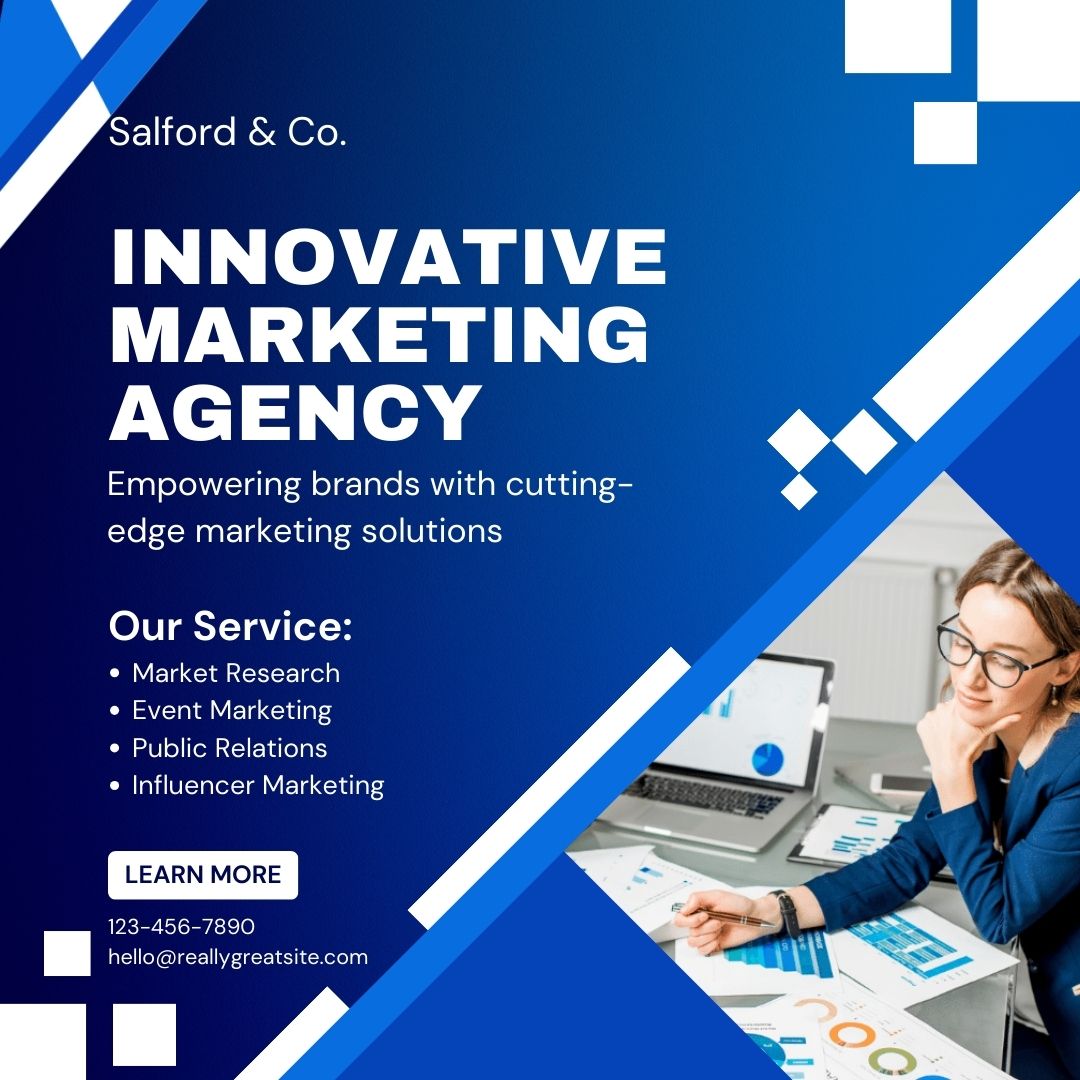 Salford & Co.
INNOVATIVE
MARKETING
AGENCY
Empowering brands with cutting-
edge marketing solutions
Our Service:
• Market Research
• Event Marketing
• Public Relations
• Influencer Marketing
LEARN MORE
123-456-7890
hello@reallygreatsite.com